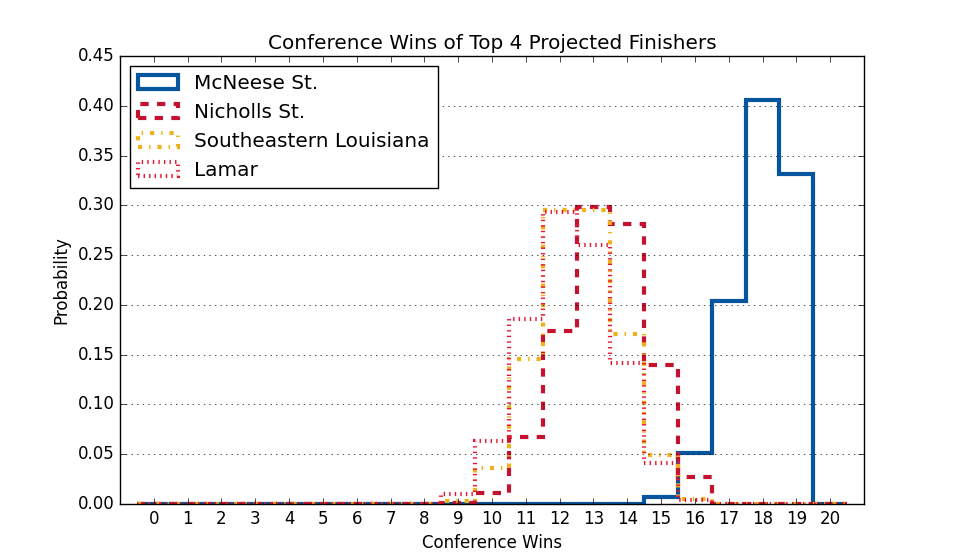 Conference Wins of Top 4 Projected Finishers
0.45
0.40
0.35
0.30
0.25
0.20
0.15
0.10
0.05
0.00
Probability
McNeese St.
Nicholls St.
Southeastern Louisiana
Lamar
0 1 2 3 4 5 6 7 8 9 10 11 12 13 14 15 16 17 18 19 20
Conference Wins